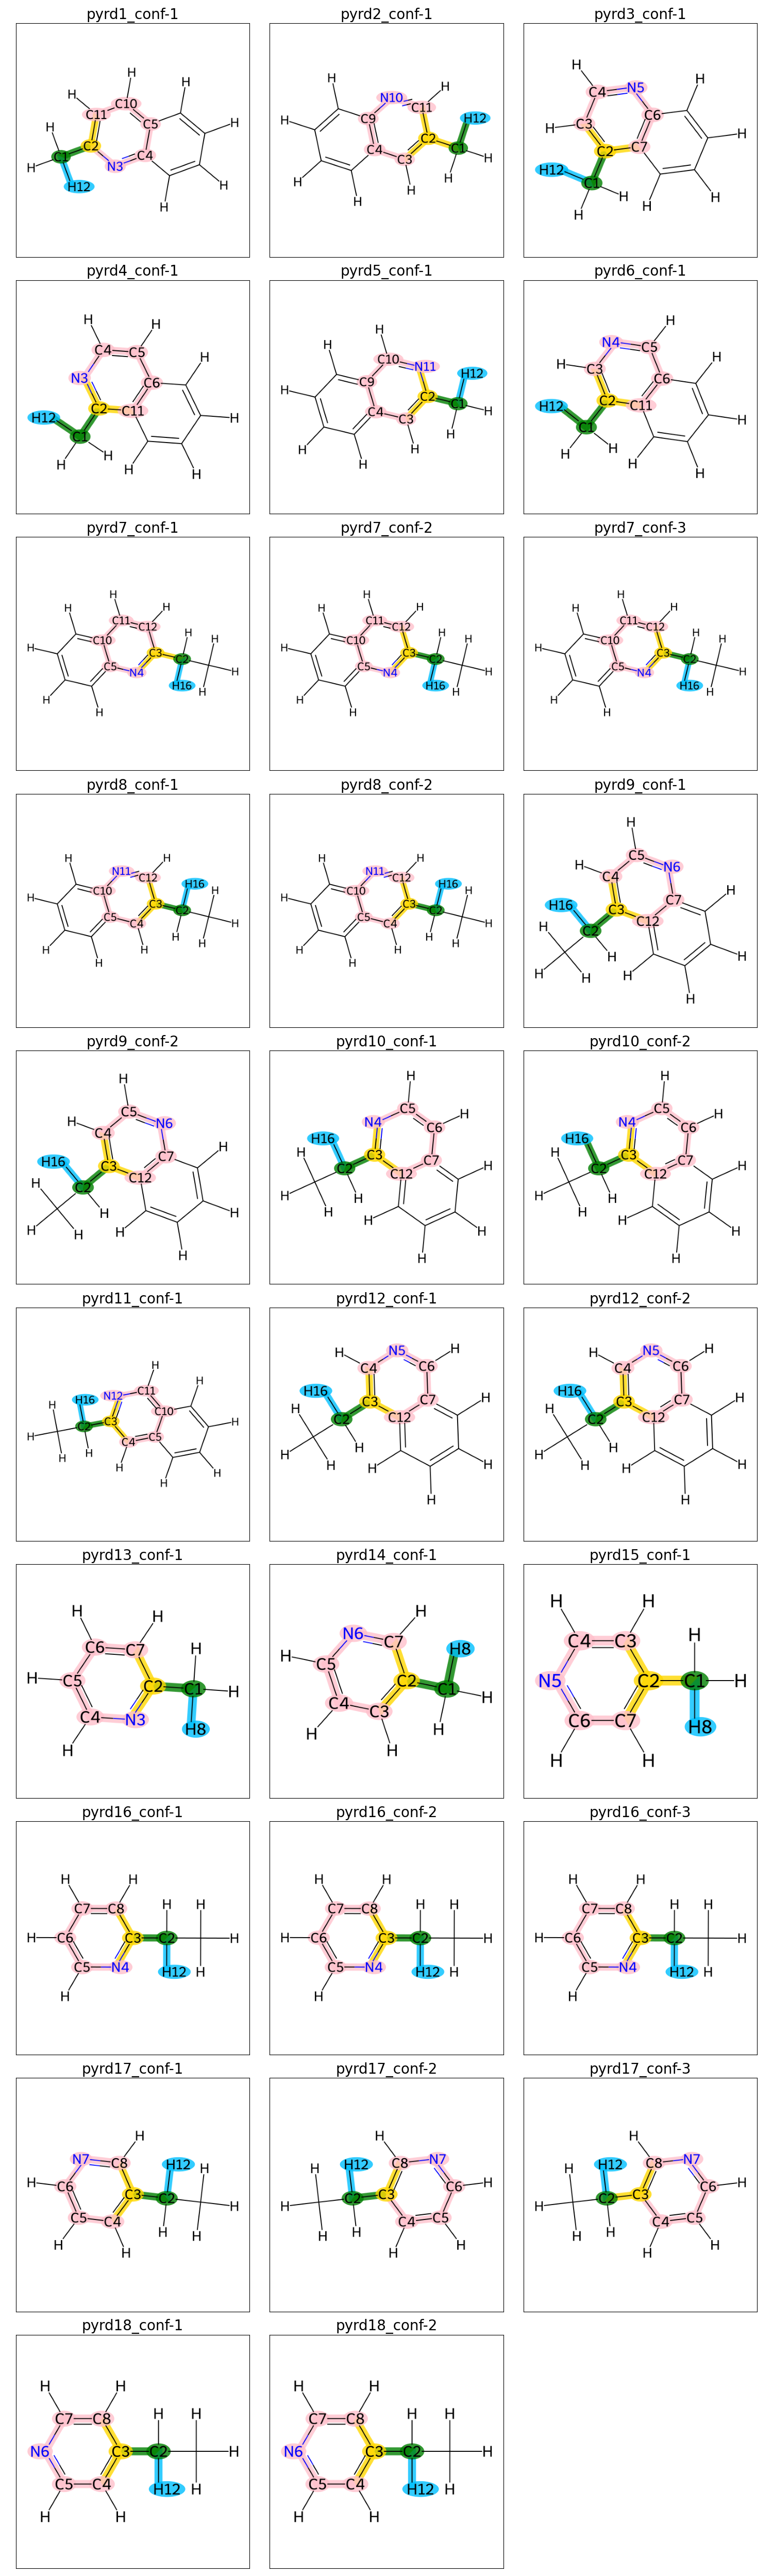 pyrd1_conf-1
H
H H
C10
C11 C5 H
H
C2 C4
C1 N3
H
H12 H
H
pyrd2_conf-1
H H
N10 C11
H C9 H12
C2
C4 C3 C1 H
H H
H H
pyrd3_conf-1
H
C4 N5 H
C6
H C3
C2 C7 H
H12 C1
H H H
H
pyrd4_conf-1
H H
C4 C5 H
N3 C6
C2 C11 H
H12 C1
H H H H
pyrd5_conf-1
H
H C10 N11
C9 H12
H C2 C1 H
C4 C3
H H H
H
pyrd6_conf-1
H
N4 C5 H
H C3 C6
C2 C11
H12 C1 H
H H H H
pyrd7_conf-1
H
H H
C11 C12
H C10 H
C3 C2
C5 N4 H
H16 H
H H
pyrd7_conf-2
H
H H
C11 C12
H C10 H
C3 C2
C5 N4 H
H16 H
H H
pyrd7_conf-3
H
H H
C11 C12
H C10 H
C3 C2
C5 N4 H
H16 H
H H
pyrd8_conf-1
H H
N11 C12
C10 H16 H
H C3 C2
C5 C4 H H
H H H
H
pyrd8_conf-2
H H
N11 C12
C10 H16 H
H C3 C2
C5 C4 H H
H H H
H
pyrd9_conf-1
H
C5 N6
H C4
H16 C3 C7 H
C12
H C2
H H
H H H
H
pyrd9_conf-2
H
C5 N6
H C4
H16 C3 C7 H
C12
H C2
H H
H H H
H
pyrd10_conf-1
H
C5 H
N4 C6
H16 C3 C7
C2 C12 H
H H
H H H
H
pyrd10_conf-2
H
C5 H
N4 C6
H16 C3 C7
C2 C12 H
H H
H H H
H
pyrd11_conf-1
H
H
N12 C11
H H16 C10
C3 H
H C2 C5
C4
H H H H
H
pyrd12_conf-1
H N5 H
C4 C6
H16 C3 C7 H
H C2 C12
H
H H H
H
pyrd12_conf-2
H N5 H
C4 C6
H16 C3 C7 H
H C2 C12
H
H H H
H
pyrd13_conf-1
H H
C6 C7 H
H C5
C2 C1 H
C4 N3
H8
H
pyrd14_conf-1
H
N6 C7
H C5 H8
C2 C1
C4 C3 H
H H
H
pyrd15_conf-1
H H
C4 C3 H
N5 C2 C1 H
C6 C7 H8
H H
pyrd16_conf-1
H H
C7 C8 H H
H C6 C3 C2 H
C5 N4 H12 H
H
pyrd16_conf-2
H H
C7 C8 H H
H C6 C3 C2 H
C5 N4 H12 H
H
pyrd16_conf-3
H H
C7 C8 H H
H C6 C3 C2 H
C5 N4 H12 H
H
pyrd17_conf-1
H
N7 C8 H12 H
H C6
C3 C2 H
C5 C4
H H
H H
pyrd17_conf-2
H
H H12 C8 N7
C6 H
H C2 C3
C4 C5
H H
H H
pyrd17_conf-3
H
H H12 C8 N7
C6 H
H C2 C3
C4 C5
H H
H H
pyrd18_conf-1
H H
C7 C8 H H
N6 C3 C2 H
C5 C4 H12 H
H H
pyrd18_conf-2
H H
C7 C8 H H
N6 C3 C2 H
C5 C4 H12 H
H H